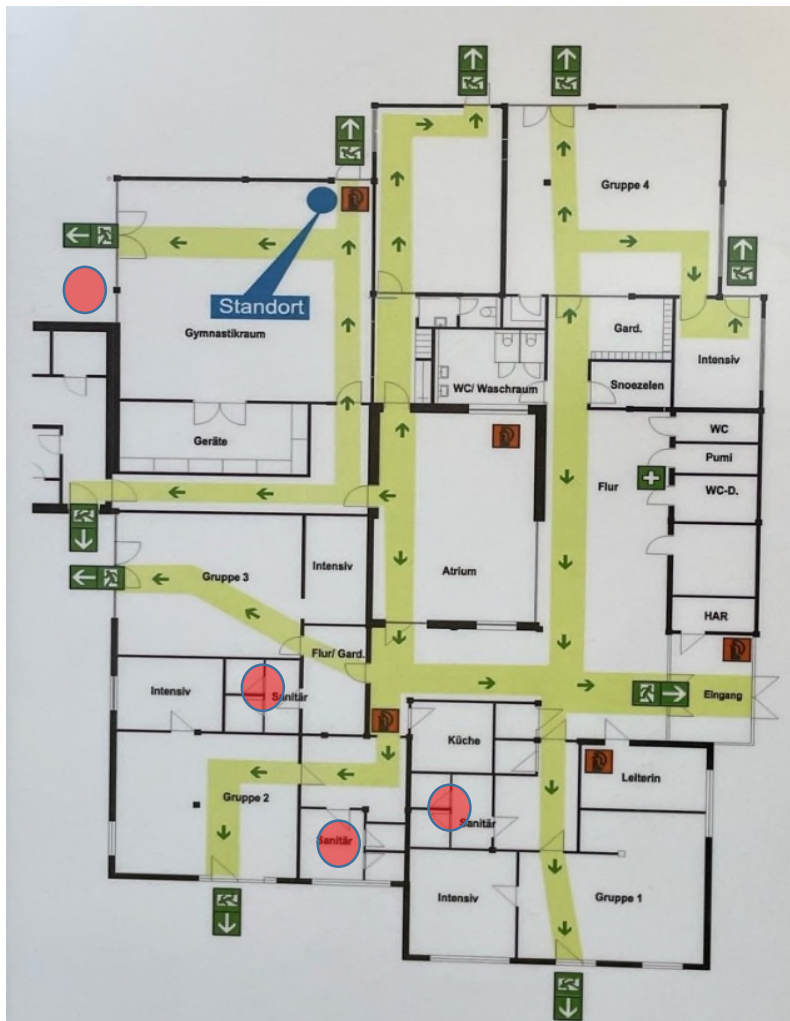 Gruppe 4
Standort
Gymnastikraum
Gard.
Intensiv
WC/ Waschraum
Snoezelen
Geräte
WC
Pumi
Flur
WC-D.
Gruppe 3
Intensiv
Atrium
HAR
Flur/ Gard.
Intensiv
Sanitär
Eingang
Küche
Leiterin
Gruppe 2
Sanitär
Sanitär
Intensiv
Gruppe 1